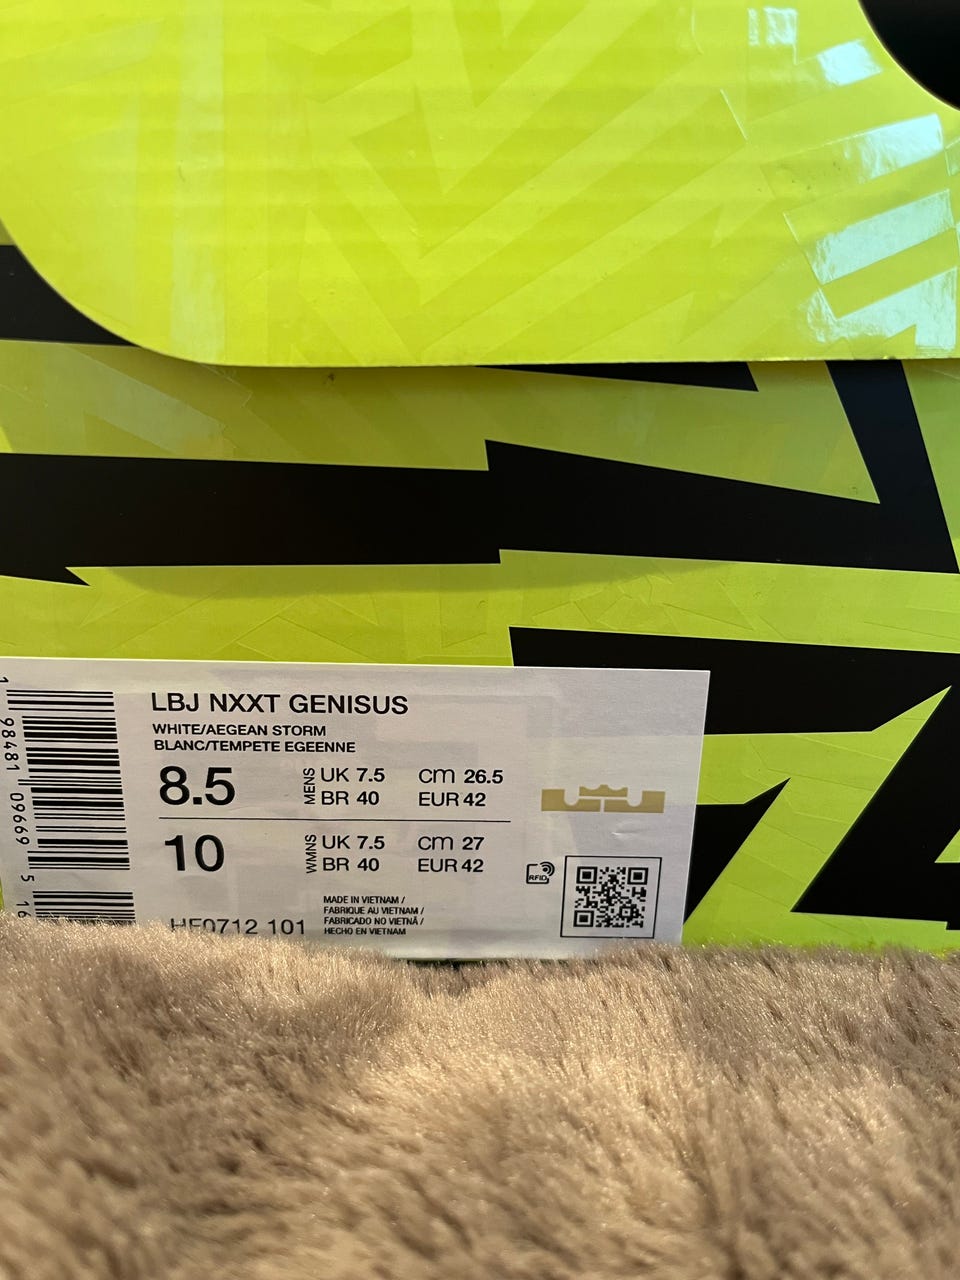 LBJ NXXT GENISUS
WHITE/AEGEAN STORM
BLANC/TEMPETE EGEENNE
8.5 MENS UK 7.5 cm 26.5
BR 40 EUR 42
10 WMNS UK 7.5 cm 27
BR 40 EUR 42
RFID
MADE IN VIETNAM /
FABRIQUE AU VIETNAM /
FABRICADO NO VIETNÃ /
HECHO EN VIETNAM
HF0712 101
1 98481 09669 5